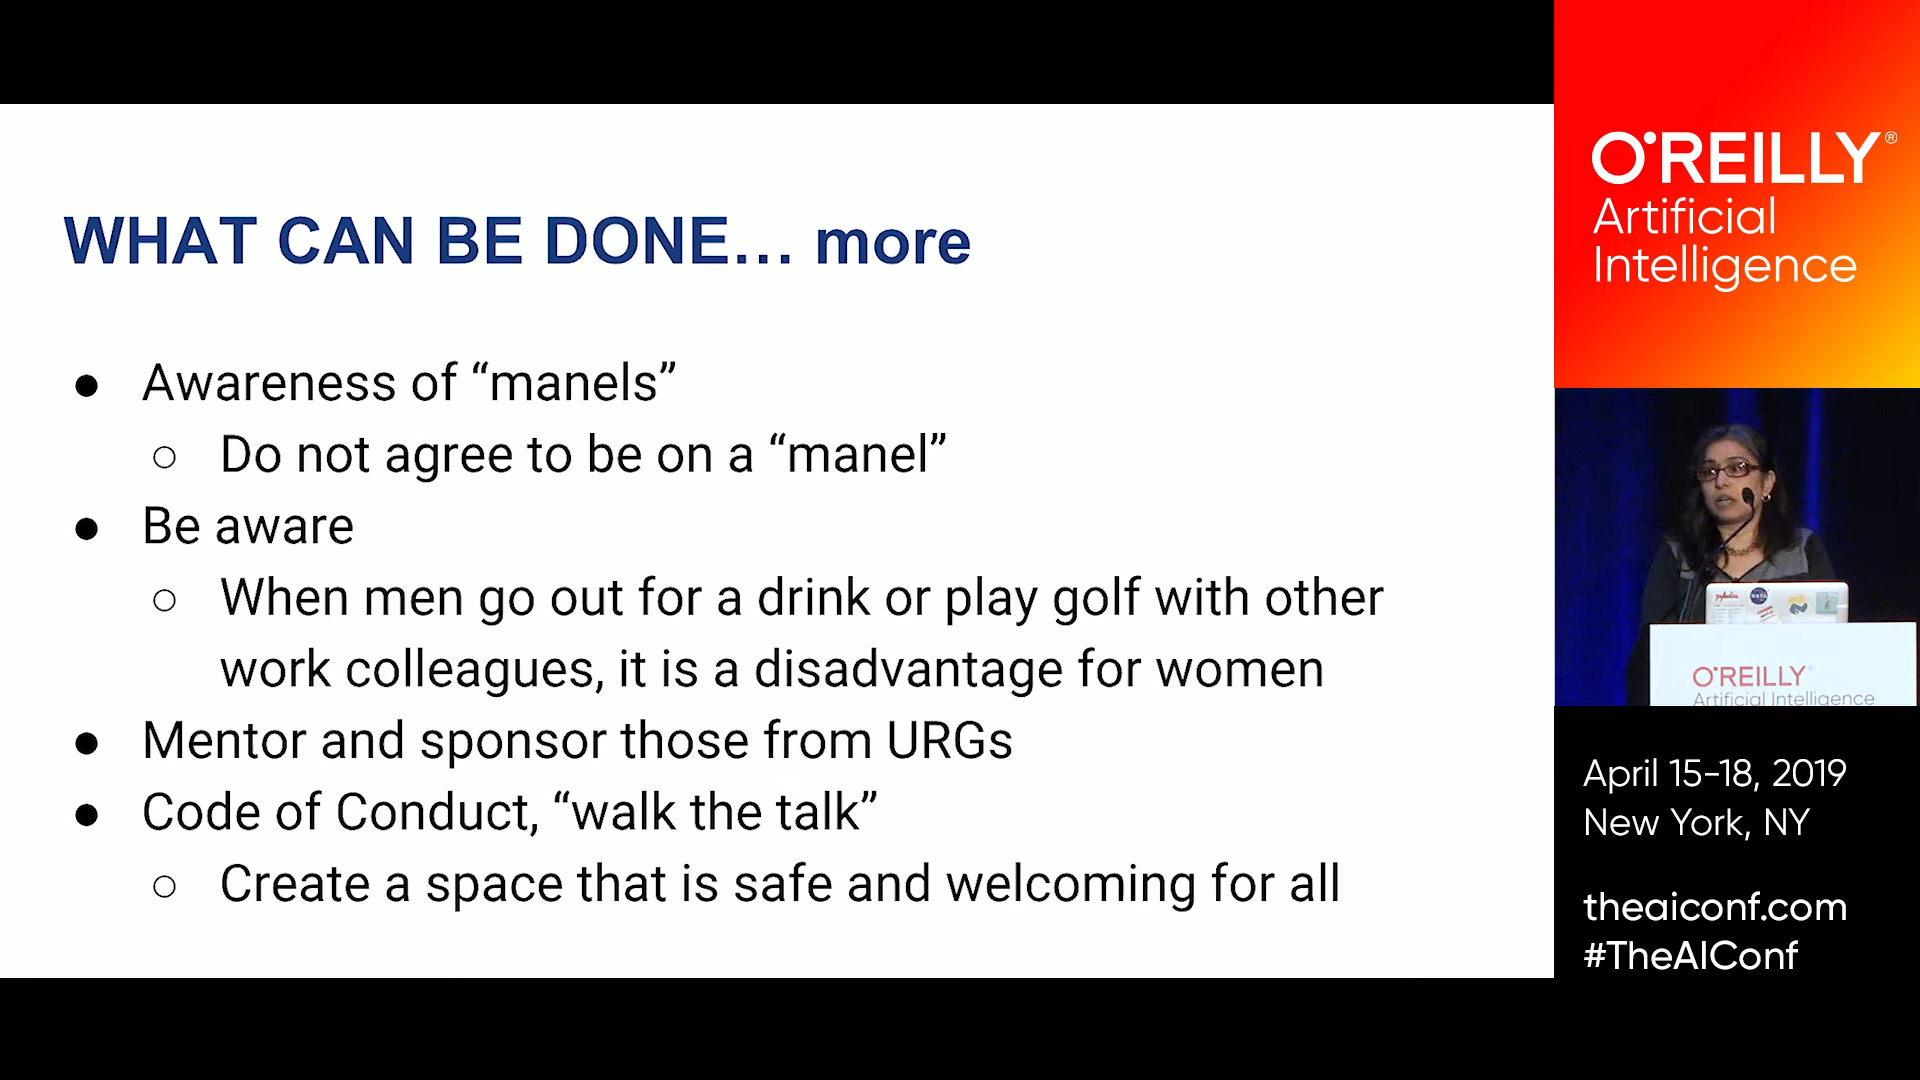 WHAT CAN BE DONE... more
● Awareness of “manels”
○ Do not agree to be on a “manel”
● Be aware
○ When men go out for a drink or play golf with other
work colleagues, it is a disadvantage for women
● Mentor and sponsor those from URGs
● Code of Conduct, “walk the talk”
○ Create a space that is safe and welcoming for all
O'REILLY®
Artificial
Intelligence
NASA
O'REILLY
Artificial Intelligence
April 15-18, 2019
New York, NY
theaiconf.com
#TheAIConf